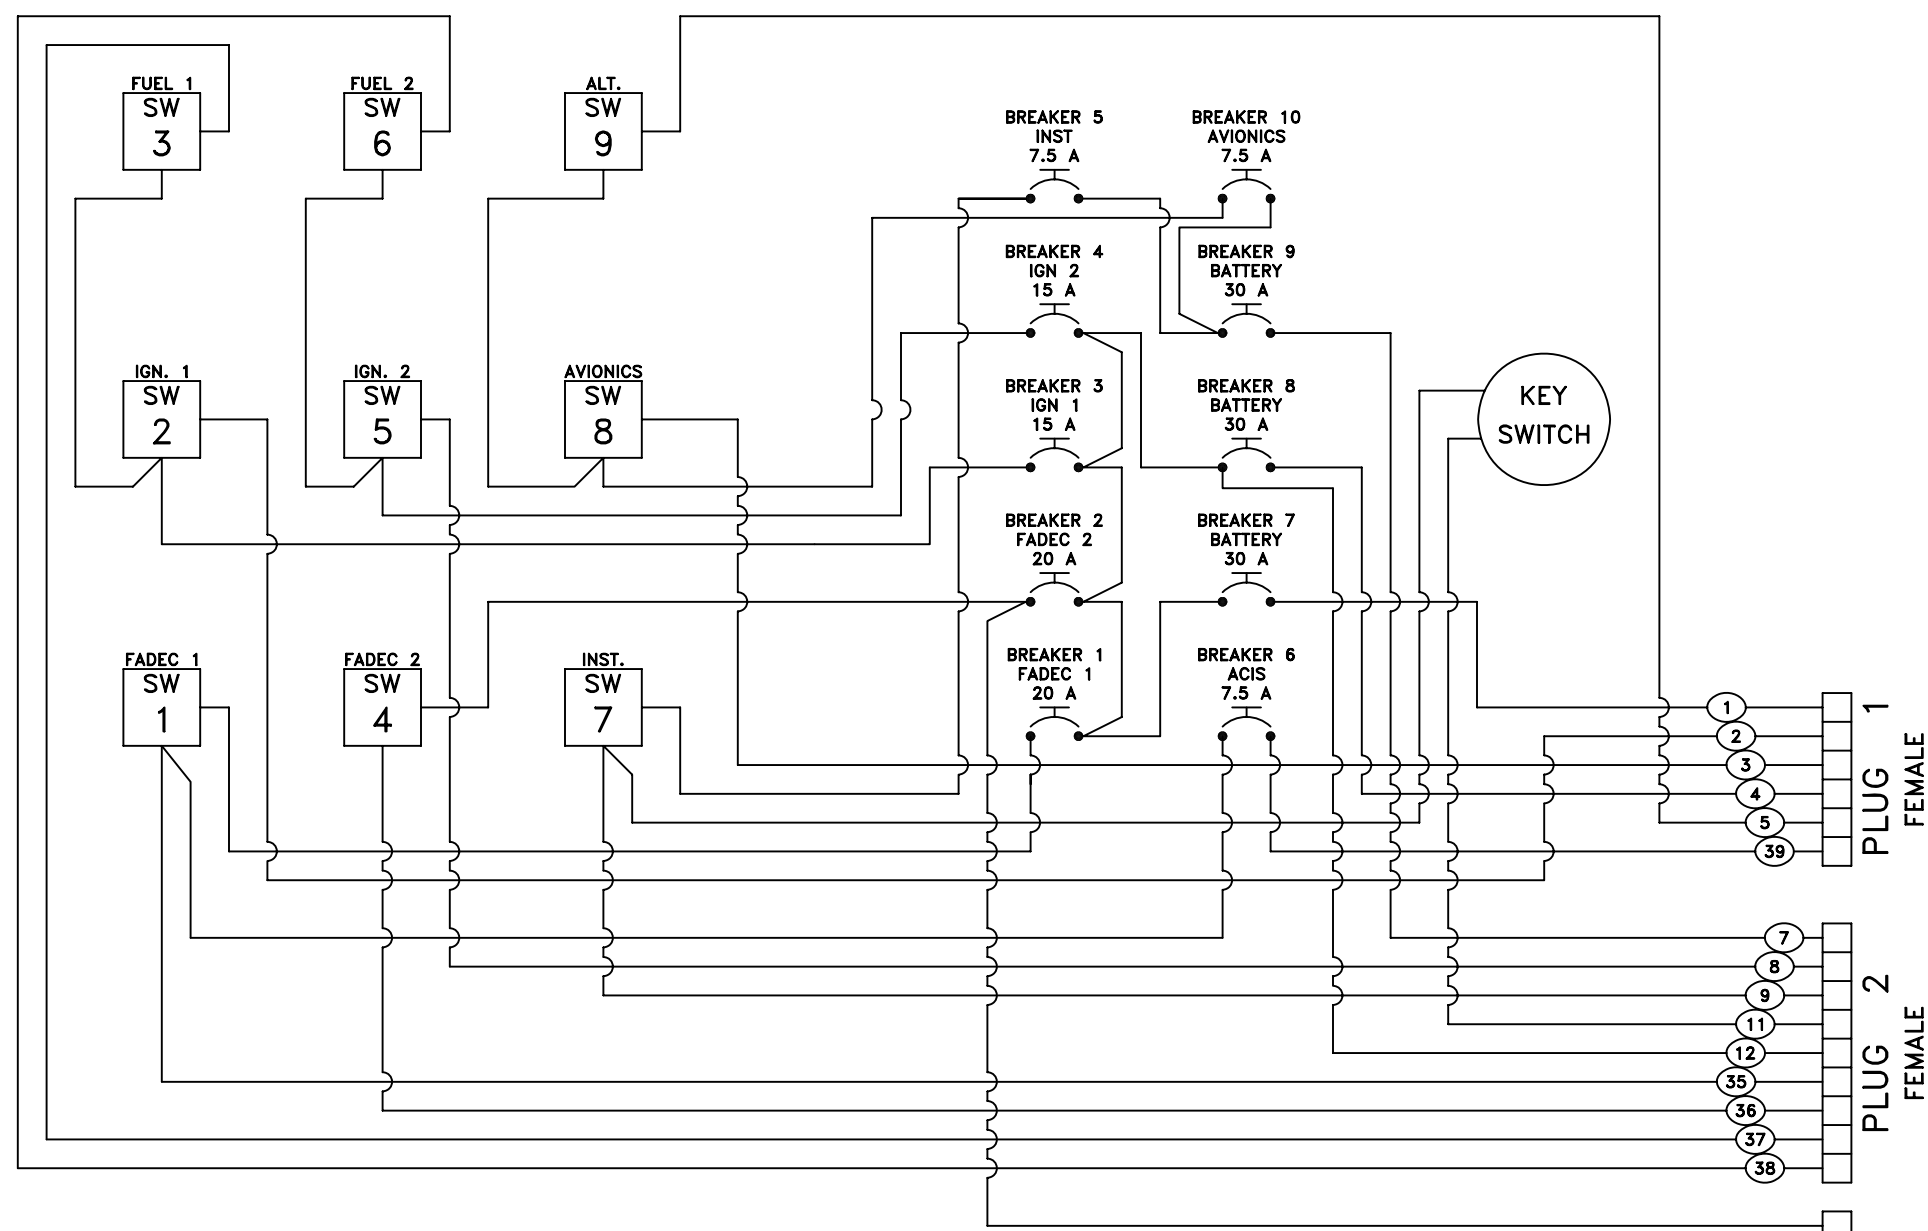 FUEL 1
SW
3
FUEL 2
SW
6
ALT.
SW
9
BREAKER 5
INST
7.5 A
BREAKER 10
AVIONICS
7.5 A
BREAKER 4
IGN 2
15 A
BREAKER 9
BATTERY
30 A
IGN. 1
SW
2
IGN. 2
SW
5
AVIONICS
SW
8
BREAKER 3
IGN 1
15 A
BREAKER 8
BATTERY
30 A
KEY
SWITCH
BREAKER 2
FADEC 2
20 A
BREAKER 7
BATTERY
30 A
FADEC 1
SW
1
FADEC 2
SW
4
INST.
SW
7
BREAKER 1
FADEC 1
20 A
BREAKER 6
ACIS
7.5 A
1
2
3
4
5
39
PLUG 1
FEMALE
7
8
9
11
12
35
36
37
38
PLUG 2
FEMALE